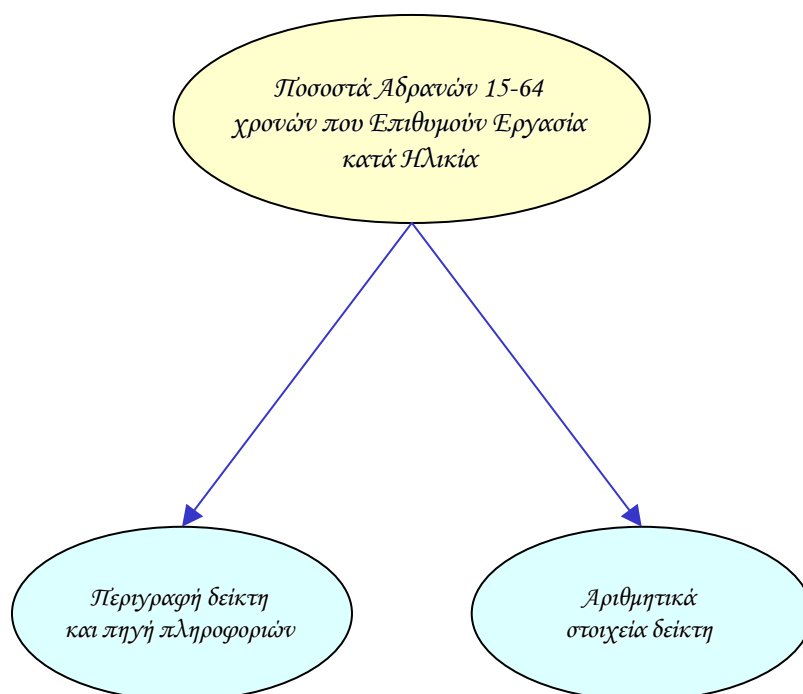 Ποσοστά Αδρανών 15-64
χρονών που Επιθυμούν Εργασία
κατά Ηλικία
Περιγραφή δείκτη
και πηγή πληροφοριών
Αριθμητικά
στοιχεία δείκτη